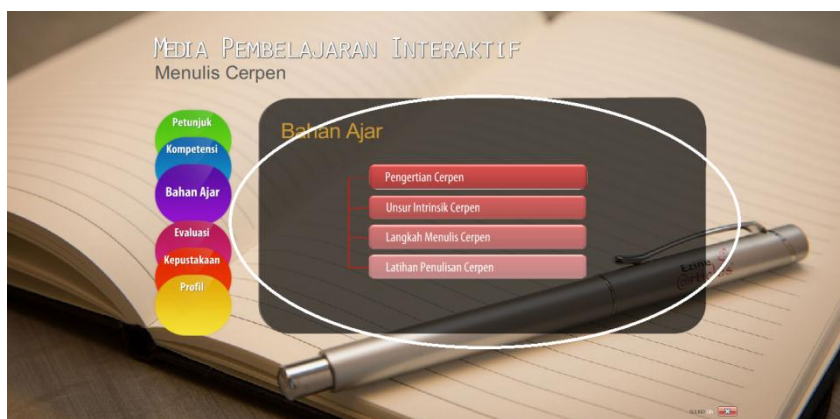 MEDIA PEMBELAJARAN INTERAKTIF
Menulis Cerpen
Petunjuk
Kompetensi
Bahan Ajar
Evaluasi
Kepustakaan
Profil
Bahan Ajar
Pengertian Cerpen
Unsur Intrinsik Cerpen
Langkah Menulis Cerpen
Latihan Penulisan Cerpen